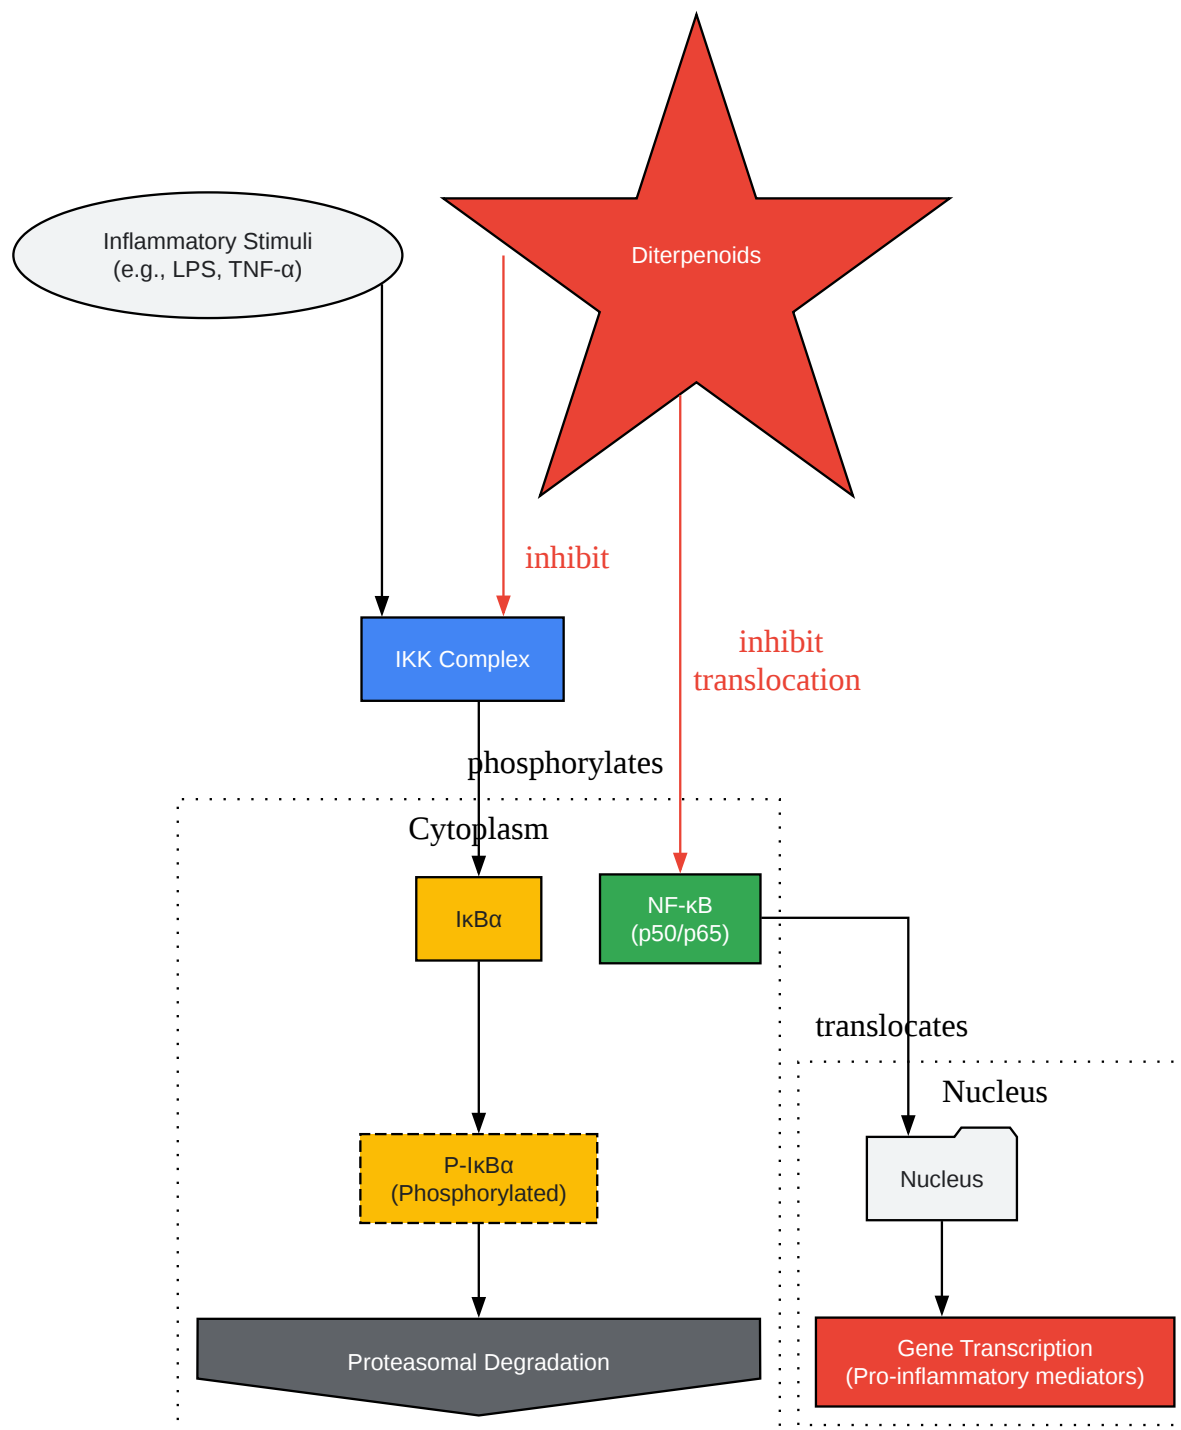 Inflammatory Stimuli
(e.g., LPS, TNF-α)
Diterpenoids
inhibit
inhibit
translocation
IKK Complex
phosphorylates
Cytoplasm
IκBα
NF-κB
(p50/p65)
translocates
Nucleus
P-IκBα
(Phosphorylated)
Nucleus
Proteasomal Degradation
Gene Transcription
(Pro-inflammatory mediators)